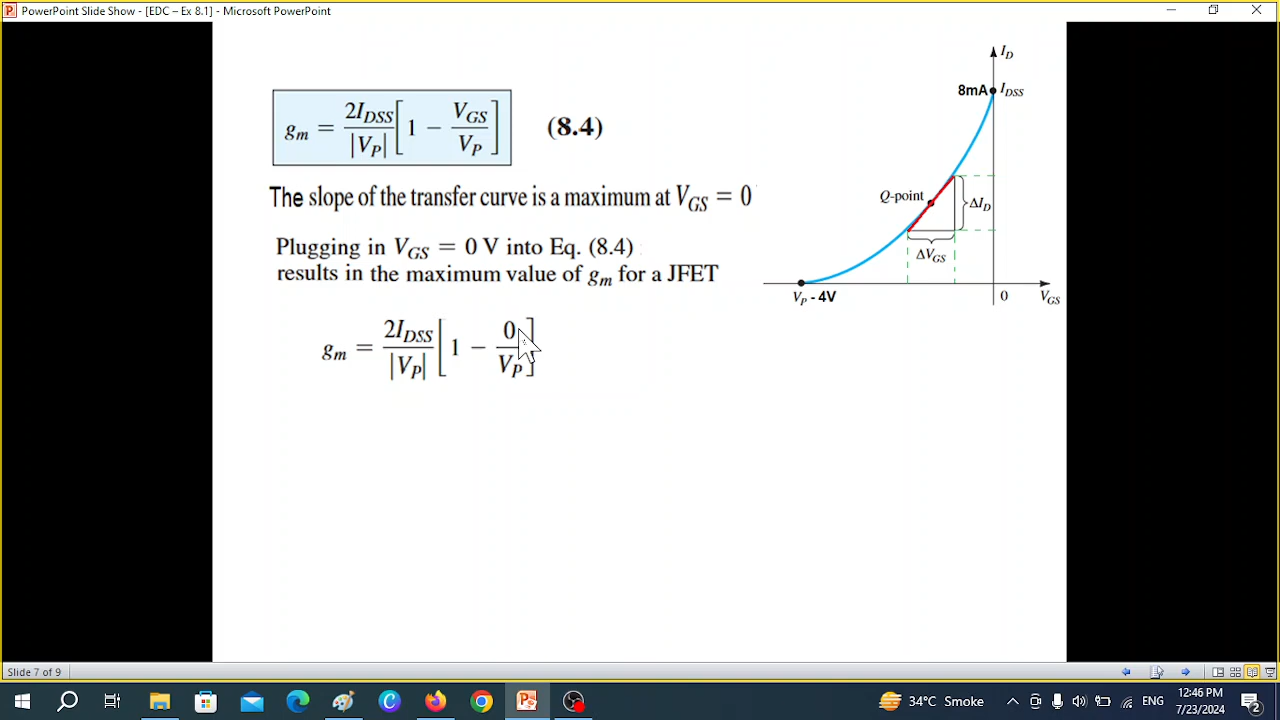 PowerPoint Slide Show - [EDC – Ex 8.1] - Microsoft PowerPoint
gm = 2IDSS/|VP| [1 − VGS/VP] (8.4)
The slope of the transfer curve is a maximum at VGS = 0
Plugging in VGS = 0 V into Eq. (8.4)
results in the maximum value of gm for a JFET
gm = 2IDSS/|VP| [1 − 0/VP]
ID
8mA IDSS
Q-point
ΔID
ΔVGS
VP - 4V
0
VGS
Slide 7 of 9
34°C Smoke
ENG
12:46 PM
7/23/2024
2